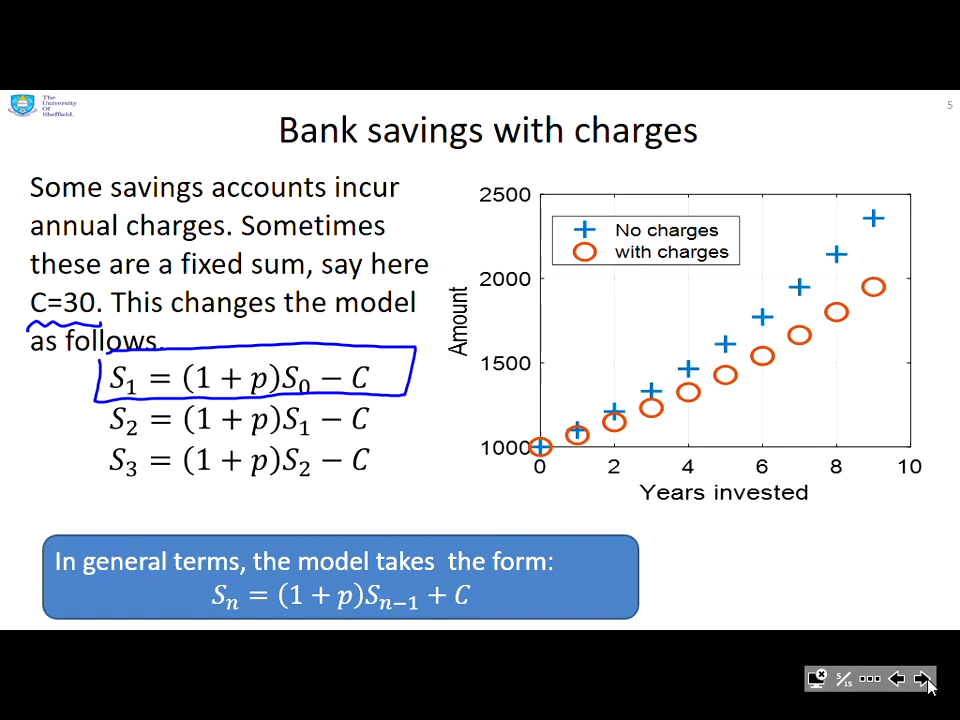 The
University
Of
Sheffield.
5
Bank savings with charges
Some savings accounts incur
annual charges. Sometimes
these are a fixed sum, say here
C=30. This changes the model
as follows.
S₁ = (1 + p)S₀ − C
S₂ = (1 + p)S₁ − C
S₃ = (1 + p)S₂ − C
2500
2000
1500
1000
Amount
No charges
with charges
0 2 4 6 8 10
Years invested
In general terms, the model takes the form:
Sₙ = (1 + p)Sₙ₋₁ + C
5/15